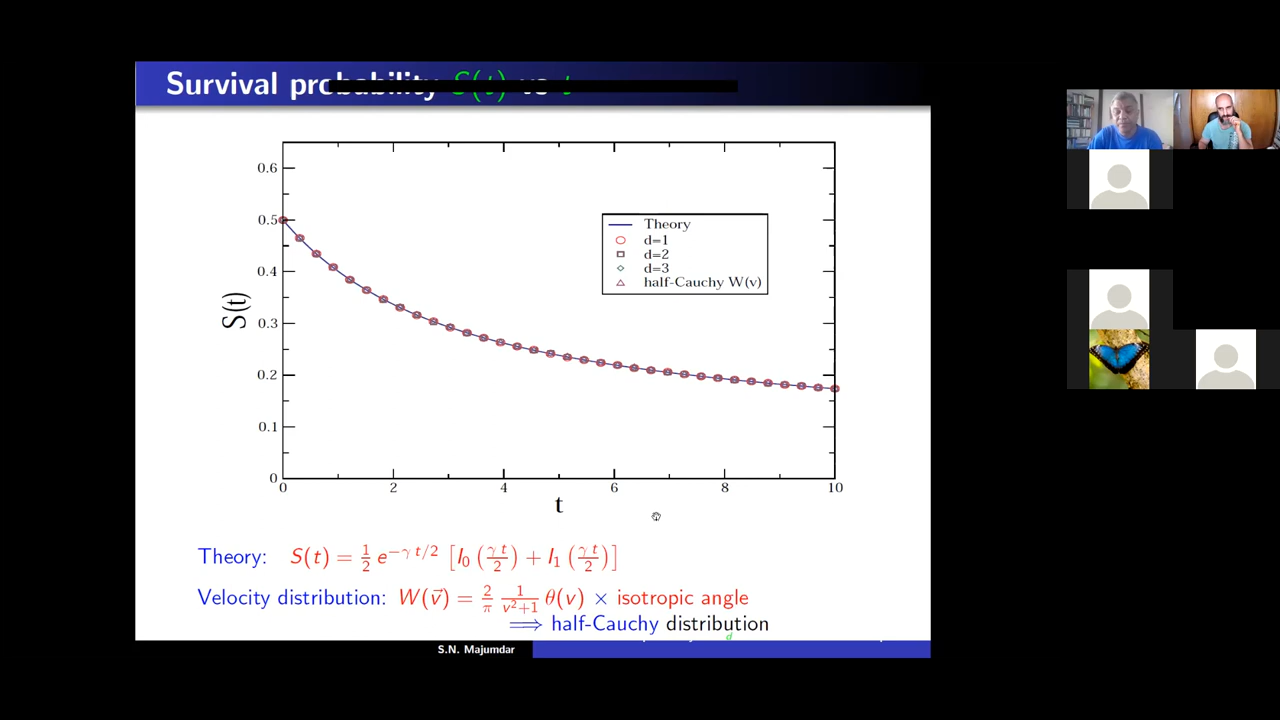 Survival probability S(t) vs t
0.6
0.5
0.4
0.3
0.2
0.1
0
S(t)
Theory
d=1
d=2
d=3
half-Cauchy W(v)
0 2 4 6 8 10
t
Theory: S(t) = 1/2 e^{−γ t/2} [I₀ (γ t/2) + I₁ (γ t/2)]
Velocity distribution: W(v⃗) = 2/π 1/(v²+1) θ(v) × isotropic angle
⟹ half-Cauchy distribution
d
S.N. Majumdar